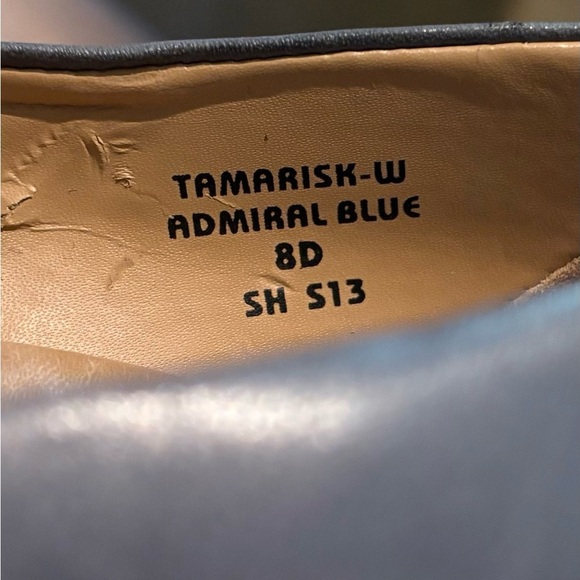 TAMARISK-W
ADMIRAL BLUE
8D
SH S13